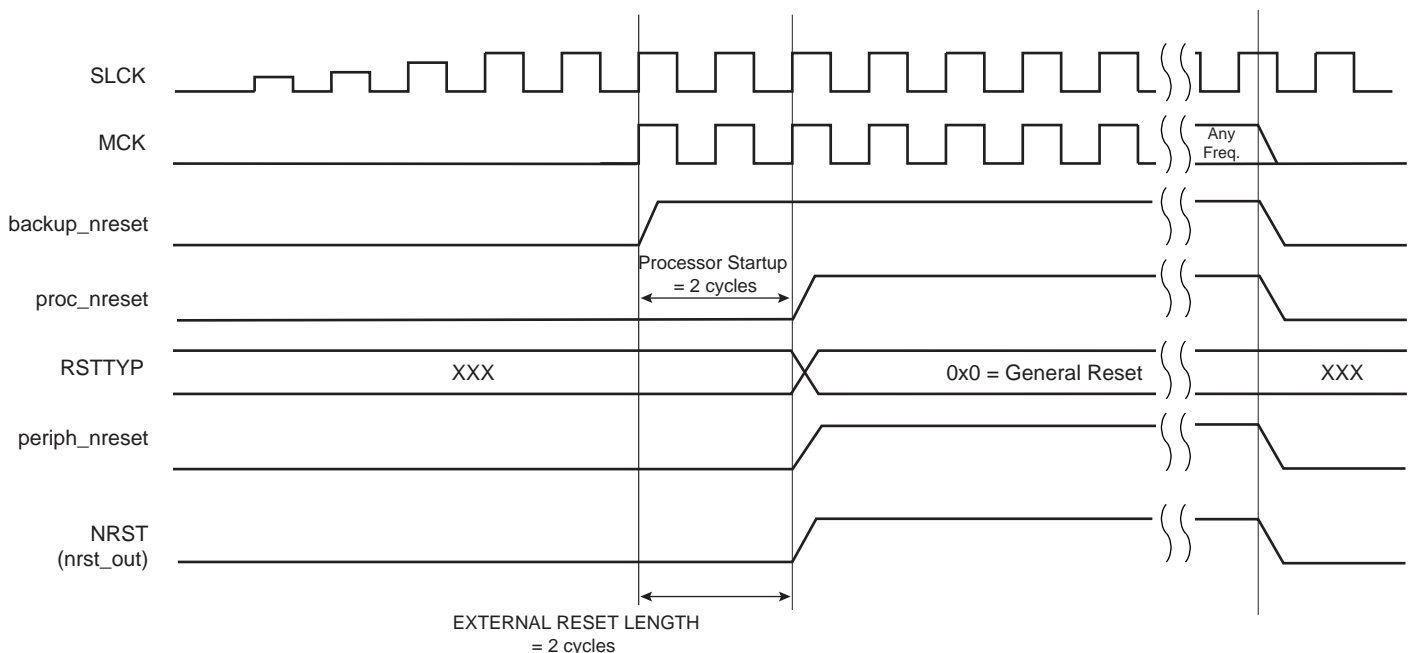 SLCK
MCK
Any
Freq.
backup_nreset
Processor Startup
= 2 cycles
proc_nreset
RSTTYP
XXX
0x0 = General Reset
XXX
periph_nreset
NRST
(nrst_out)
EXTERNAL RESET LENGTH
= 2 cycles